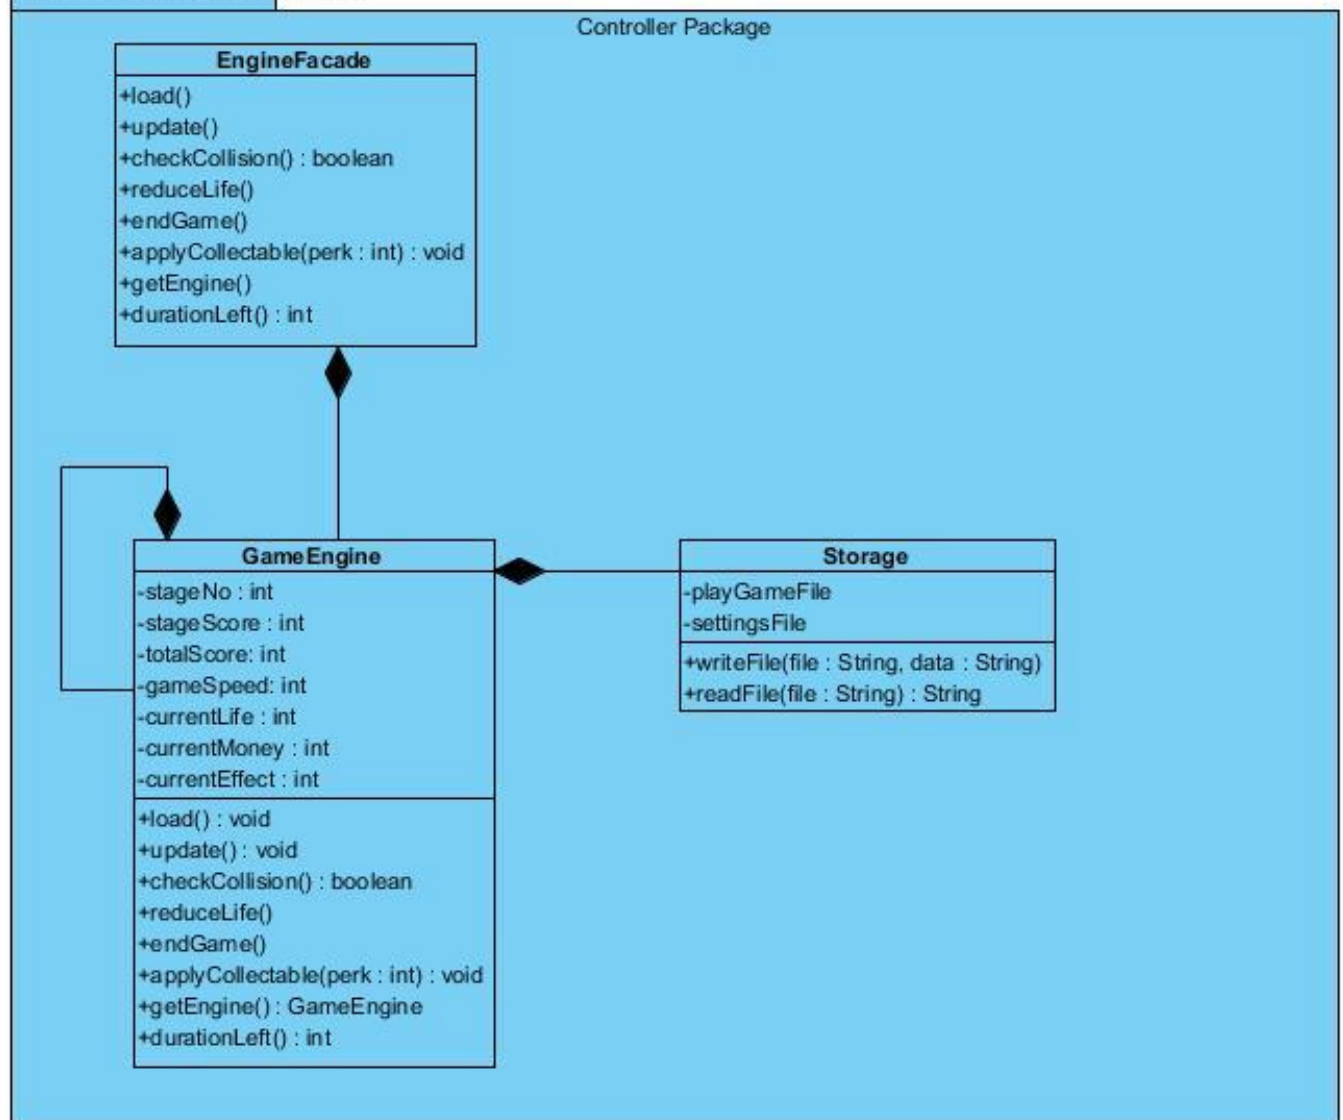 Controller Package
EngineFacade
+load()
+update()
+checkCollision() : boolean
+reduceLife()
+endGame()
+applyCollectable(perk : int) : void
+getEngine()
+durationLeft() : int
GameEngine
-stageNo : int
-stageScore : int
-totalScore: int
-gameSpeed: int
-currentLife : int
-currentMoney : int
-currentEffect : int
+load() : void
+update() : void
+checkCollision() : boolean
+reduceLife()
+endGame()
+applyCollectable(perk : int) : void
+getEngine() : GameEngine
+durationLeft() : int
Storage
-playGameFile
-settingsFile
+writeFile(file : String, data : String)
+readFile(file : String) : String